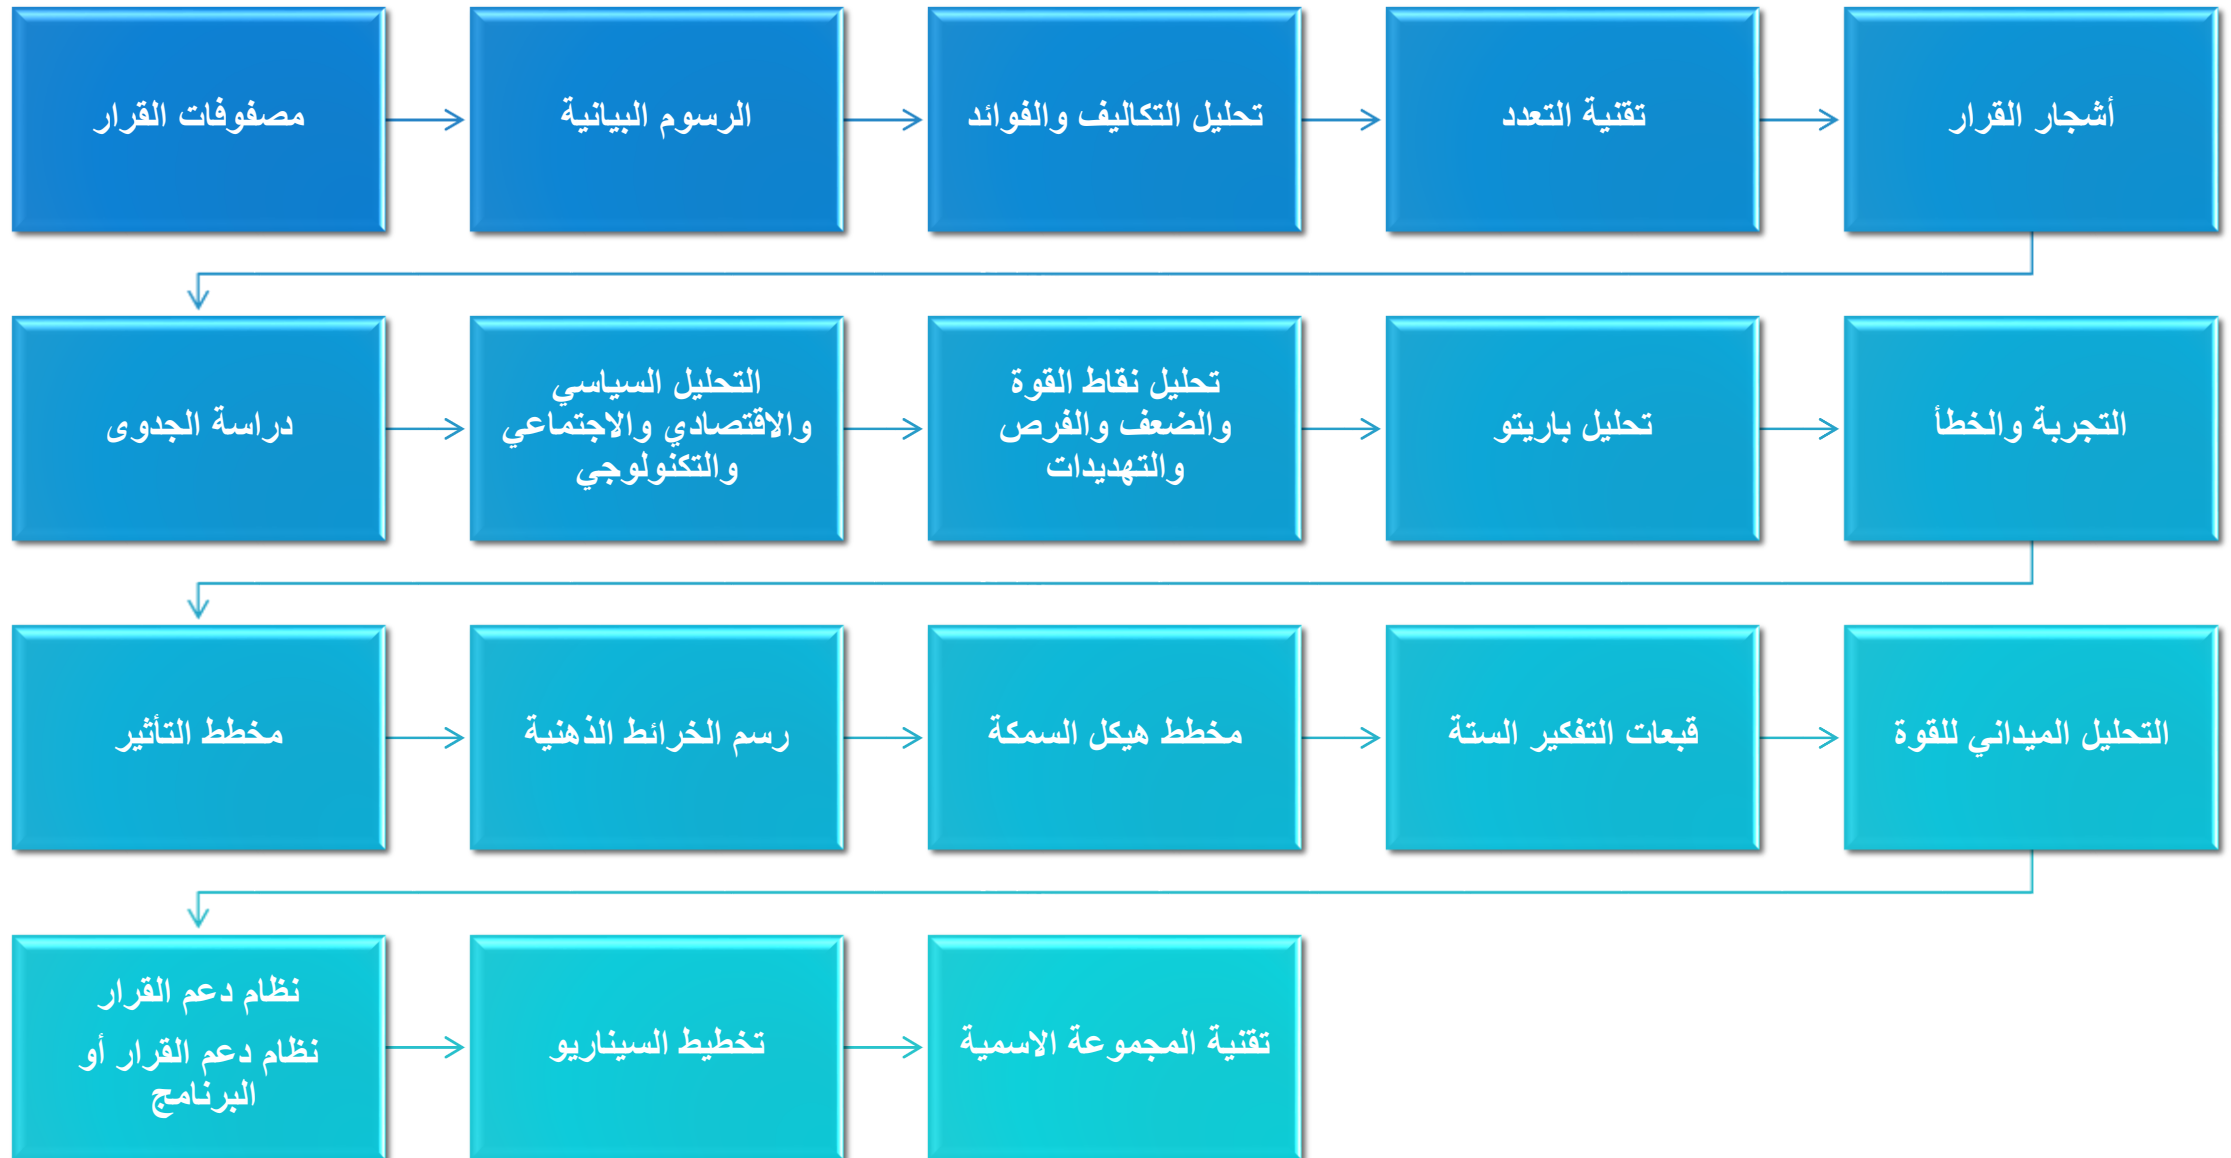 مصفوفات القرار
الرسوم البيانية
تحليل التكاليف والفوائد
تقنية التعدد
أشجار القرار
دراسة الجدوى
التحليل السياسي
والاقتصادي والاجتماعي
والتكنولوجي
تحليل نقاط القوة
والضعف والفرص
والتهديدات
تحليل باريتو
التجربة والخطأ
مخطط التأثير
رسم الخرائط الذهنية
مخطط هيكل السمكة
قبعات التفكير الستة
التحليل الميداني للقوة
نظام دعم القرار
نظام دعم القرار أو
البرنامج
تخطيط السيناريو
تقنية المجموعة الاسمية